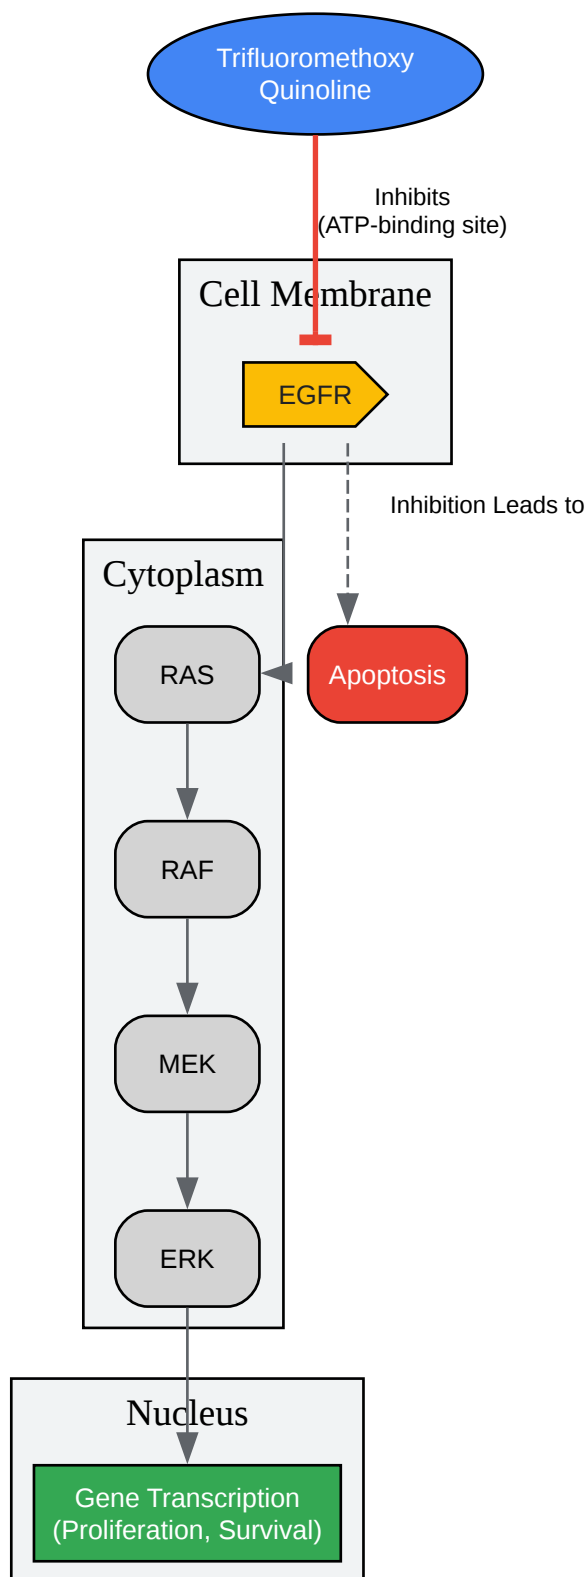 Trifluoromethoxy
Quinoline
Inhibits
(ATP-binding site)
Cell Membrane
EGFR
Inhibition Leads to
Cytoplasm
RAS
Apoptosis
RAF
MEK
ERK
Nucleus
Gene Transcription
(Proliferation, Survival)